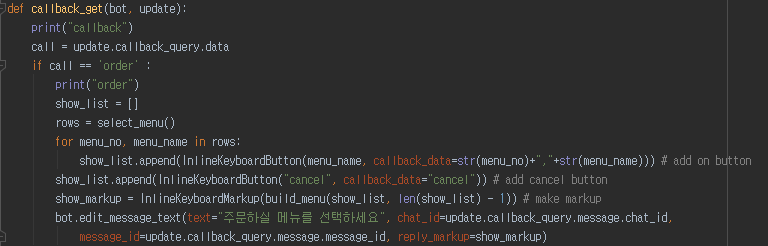 def callback_get(bot, update):
    print("callback")
    call = update.callback_query.data
    if call == 'order' :
        print("order")
        show_list = []
        rows = select_menu()
        for menu_no, menu_name in rows:
            show_list.append(InlineKeyboardButton(menu_name, callback_data=str(menu_no)+","+str(menu_name))) # add on button
        show_list.append(InlineKeyboardButton("cancel", callback_data="cancel")) # add cancel button
        show_markup = InlineKeyboardMarkup(build_menu(show_list, len(show_list) - 1)) # make markup
        bot.edit_message_text(text="주문하실 메뉴를 선택하세요", chat_id=update.callback_query.message.chat_id,
            message_id=update.callback_query.message.message_id, reply_markup=show_markup)